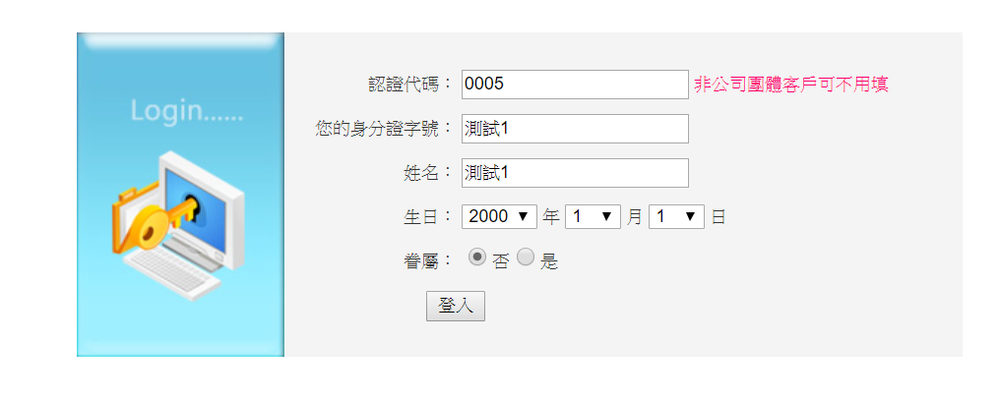 Login......
認證代碼： 0005 非公司團體客戶可不用填
您的身分證字號： 測試1
姓名： 測試1
生日： 2000 年 1 月 1 日
眷屬： 否 是
登入